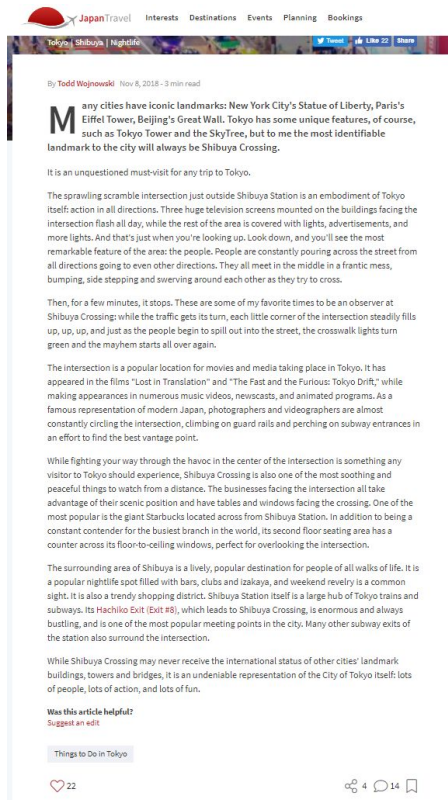 JapanTravel Interests Destinations Events Planning Bookings
Tokyo | Shibuya | Nightlife
Tweet Like 22 Share
By Todd Wojnowski Nov 8, 2018 - 3 min read
Many cities have iconic landmarks: New York City's Statue of Liberty, Paris's
Eiffel Tower, Beijing's Great Wall. Tokyo has some unique features, of course,
such as Tokyo Tower and the SkyTree, but to me the most identifiable
landmark to the city will always be Shibuya Crossing.
It is an unquestioned must-visit for any trip to Tokyo.
The sprawling scramble intersection just outside Shibuya Station is an embodiment of Tokyo
itself: action in all directions. Three huge television screens mounted on the buildings facing the
intersection flash all day, while the rest of the area is covered with lights, advertisements, and
more lights. And that's just when you're looking up. Look down, and you'll see the most
remarkable feature of the area: the people. People are constantly pouring across the street from
all directions going to even other directions. They all meet in the middle in a frantic mess,
bumping, side stepping and swerving around each other as they try to cross.
Then, for a few minutes, it stops. These are some of my favorite times to be an observer at
Shibuya Crossing: while the traffic gets its turn, each little corner of the intersection steadily fills
up, up, up, and just as the people begin to spill out into the street, the crosswalk lights turn
green and the mayhem starts all over again.
The intersection is a popular location for movies and media taking place in Tokyo. It has
appeared in the films "Lost in Translation" and "The Fast and the Furious: Tokyo Drift," while
making appearances in numerous music videos, newscasts, and animated programs. As a
famous representation of modern Japan, photographers and videographers are almost
constantly circling the intersection, climbing on guard rails and perching on subway entrances in
an effort to find the best vantage point.
While fighting your way through the havoc in the center of the intersection is something any
visitor to Tokyo should experience, Shibuya Crossing is also one of the most soothing and
peaceful things to watch from a distance. The businesses facing the intersection all take
advantage of their scenic position and have tables and windows facing the crossing. One of the
most popular is the giant Starbucks located across from Shibuya Station. In addition to being a
constant contender for the busiest branch in the world, its second floor seating area has a
counter across its floor-to-ceiling windows, perfect for overlooking the intersection.
The surrounding area of Shibuya is a lively, popular destination for people of all walks of life. It is
a popular nightlife spot filled with bars, clubs and izakaya, and weekend revelry is a common
sight. It is also a trendy shopping district. Shibuya Station itself is a large hub of Tokyo trains and
subways. Its Hachiko Exit (Exit #8), which leads to Shibuya Crossing, is enormous and always
bustling, and is one of the most popular meeting points in the city. Many other subway exits
of the station also surround the intersection.
While Shibuya Crossing may never receive the international status of other cities' landmark
buildings, towers and bridges, it is an undeniable representation of the City of Tokyo itself: lots
of people, lots of action, and lots of fun.
Was this article helpful?
Suggest an edit
Things to Do in Tokyo
22 4 14